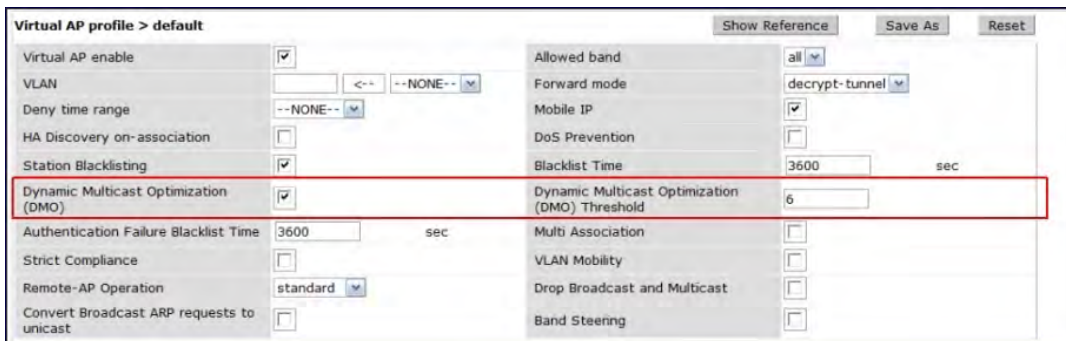 Virtual AP profile > default Show Reference Save As Reset
Virtual AP enable Allowed band all
VLAN <-- --NONE-- Forward mode decrypt-tunnel
Deny time range --NONE-- Mobile IP
HA Discovery on-association DoS Prevention
Station Blacklisting Blacklist Time 3600 sec
Dynamic Multicast Optimization (DMO) Dynamic Multicast Optimization (DMO) Threshold 6
Authentication Failure Blacklist Time 3600 sec Multi Association
Strict Compliance VLAN Mobility
Remote-AP Operation standard Drop Broadcast and Multicast
Convert Broadcast ARP requests to unicast Band Steering